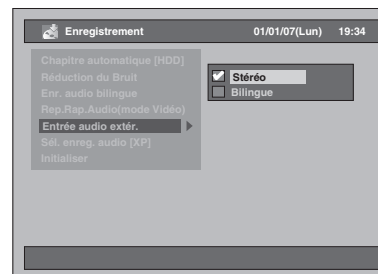 Enregistrement 01/01/07(Lun) 19:34
Chapitre automatique [HDD]
Réduction du Bruit
Enr. audio bilingue
Rep.Rap.Audio(mode Vidéo)
Entrée audio extér.
Sél. enreg. audio [XP]
Initialiser
Stéréo
Bilingue